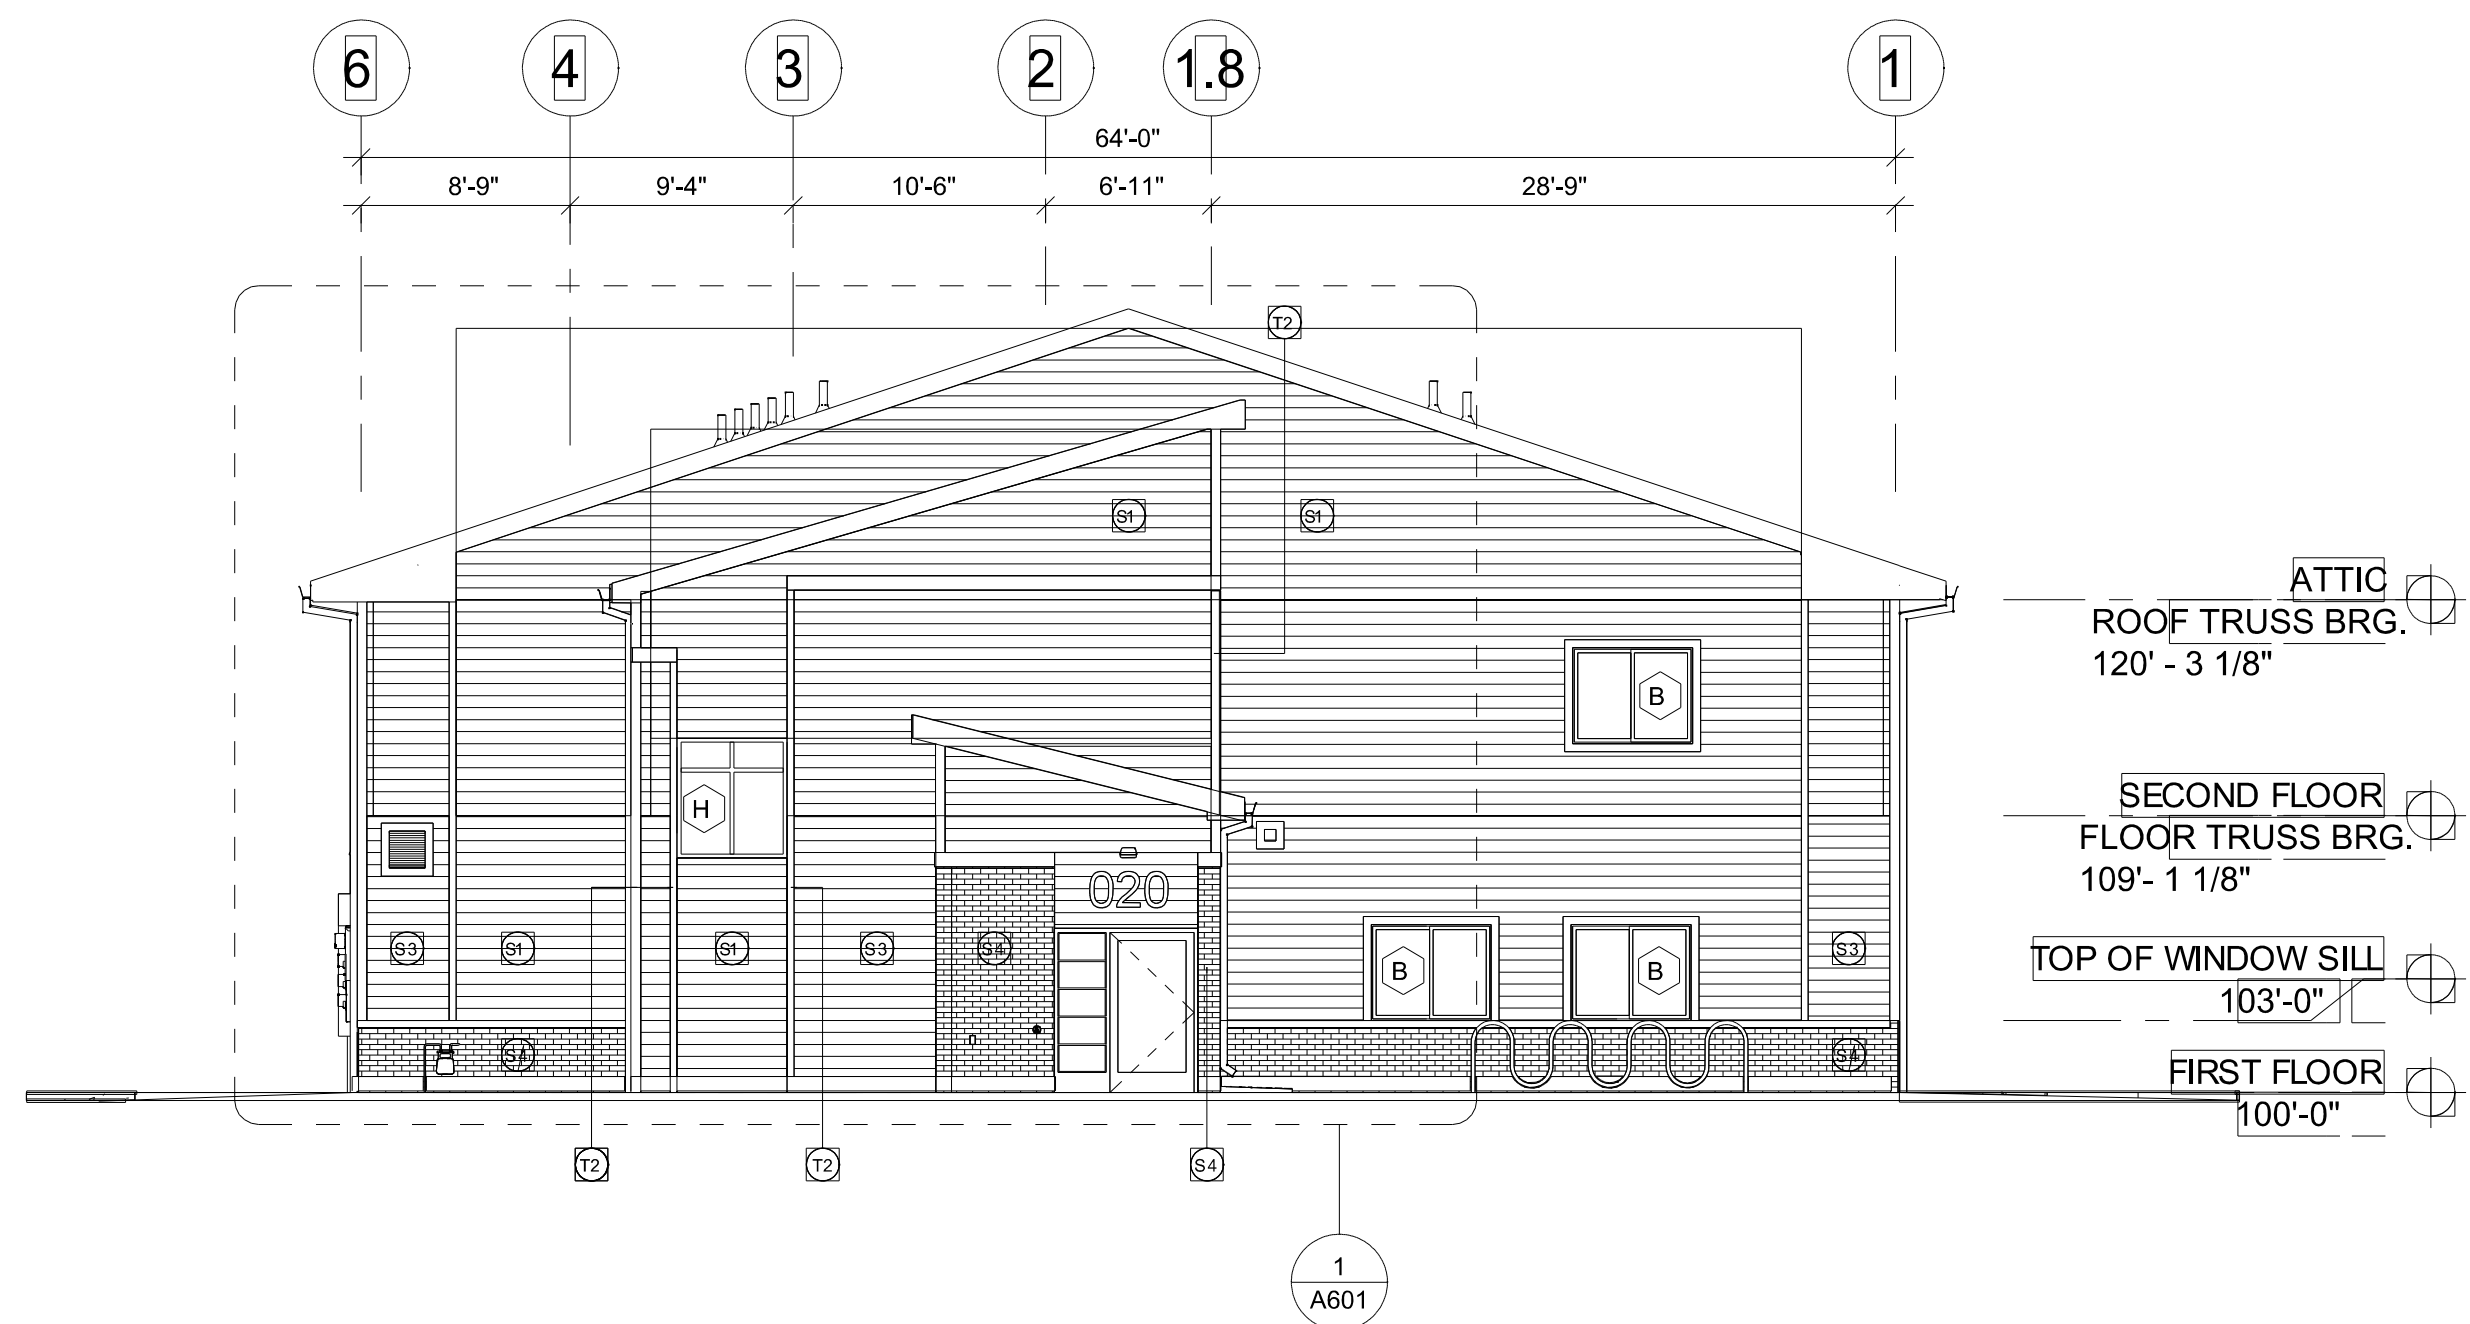 6 4 3 2 1.8 1
64'-0"
8'-9" 9'-4" 10'-6" 6'-11" 28'-9"
T2
S1 S1
ATTIC
ROOF TRUSS BRG.
120' - 3 1/8"
B
SECOND FLOOR
H
FLOOR TRUSS BRG.
109'- 1 1/8"
020
S3 S1 S1 S3 S4 B B S3
TOP OF WINDOW SILL
103'-0"
S4 S4
FIRST FLOOR
100'-0"
T2 T2 S4
1
A601